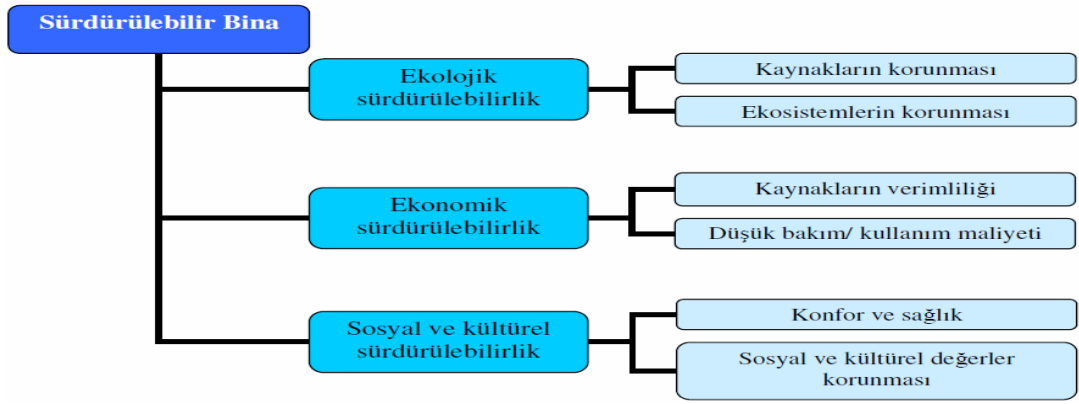 Sürdürülebilir Bina
Ekolojik
sürdürülebilirlik
Kaynakların korunması
Ekosistemlerin korunması
Ekonomik
sürdürülebilirlik
Kaynakların verimliliği
Düşük bakım/ kullanım maliyeti
Sosyal ve kültürel
sürdürülebilirlik
Konfor ve sağlık
Sosyal ve kültürel değerler
korunması